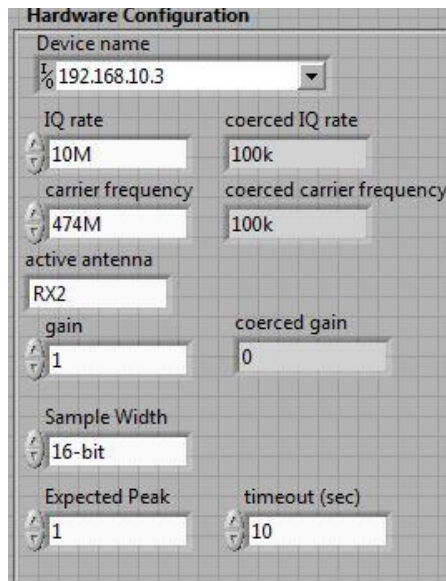 Hardware Configuration
Device name
I/O 192.168.10.3
IQ rate coerced IQ rate
10M 100k
carrier frequency coerced carrier frequency
474M 100k
active antenna
RX2
gain coerced gain
1 0
Sample Width
16-bit
Expected Peak timeout (sec)
1 10